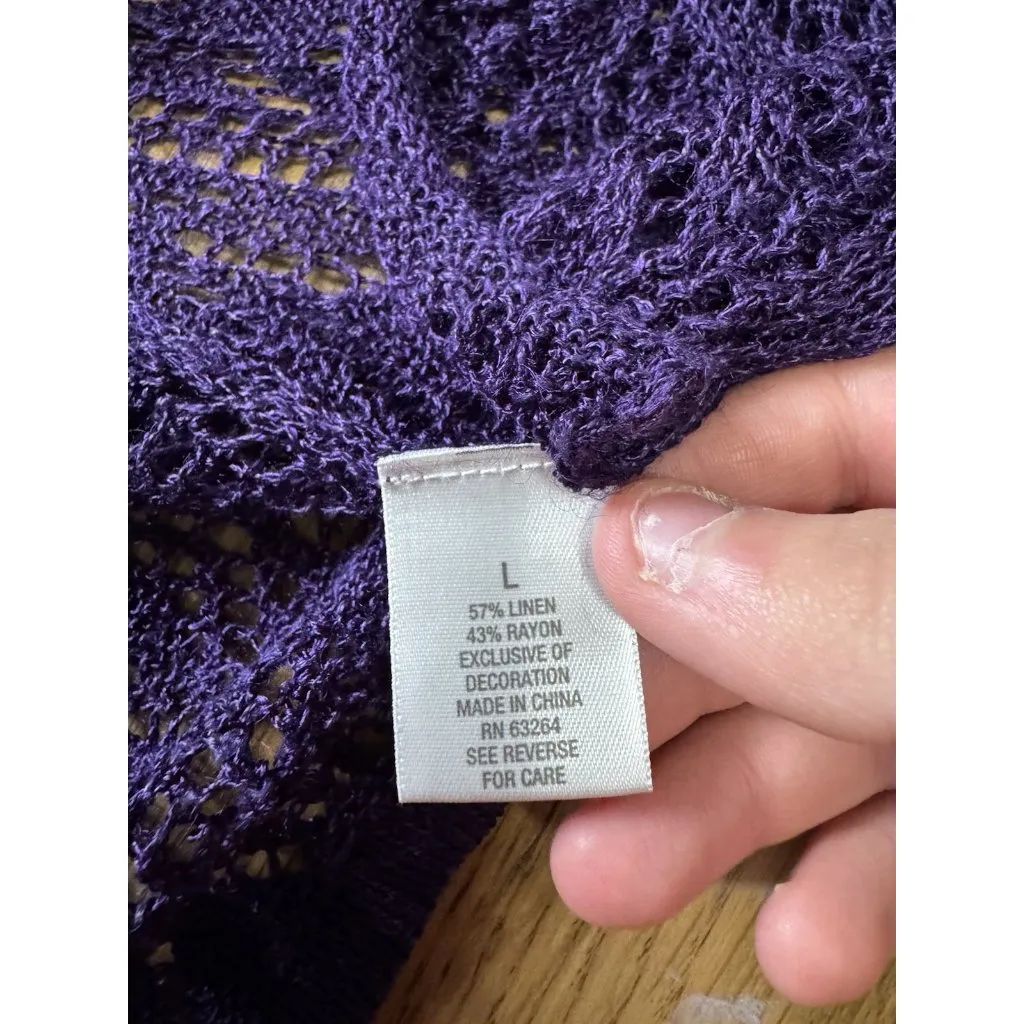 L
57% LINEN
43% RAYON
EXCLUSIVE OF
DECORATION
MADE IN CHINA
RN 63264
SEE REVERSE
FOR CARE